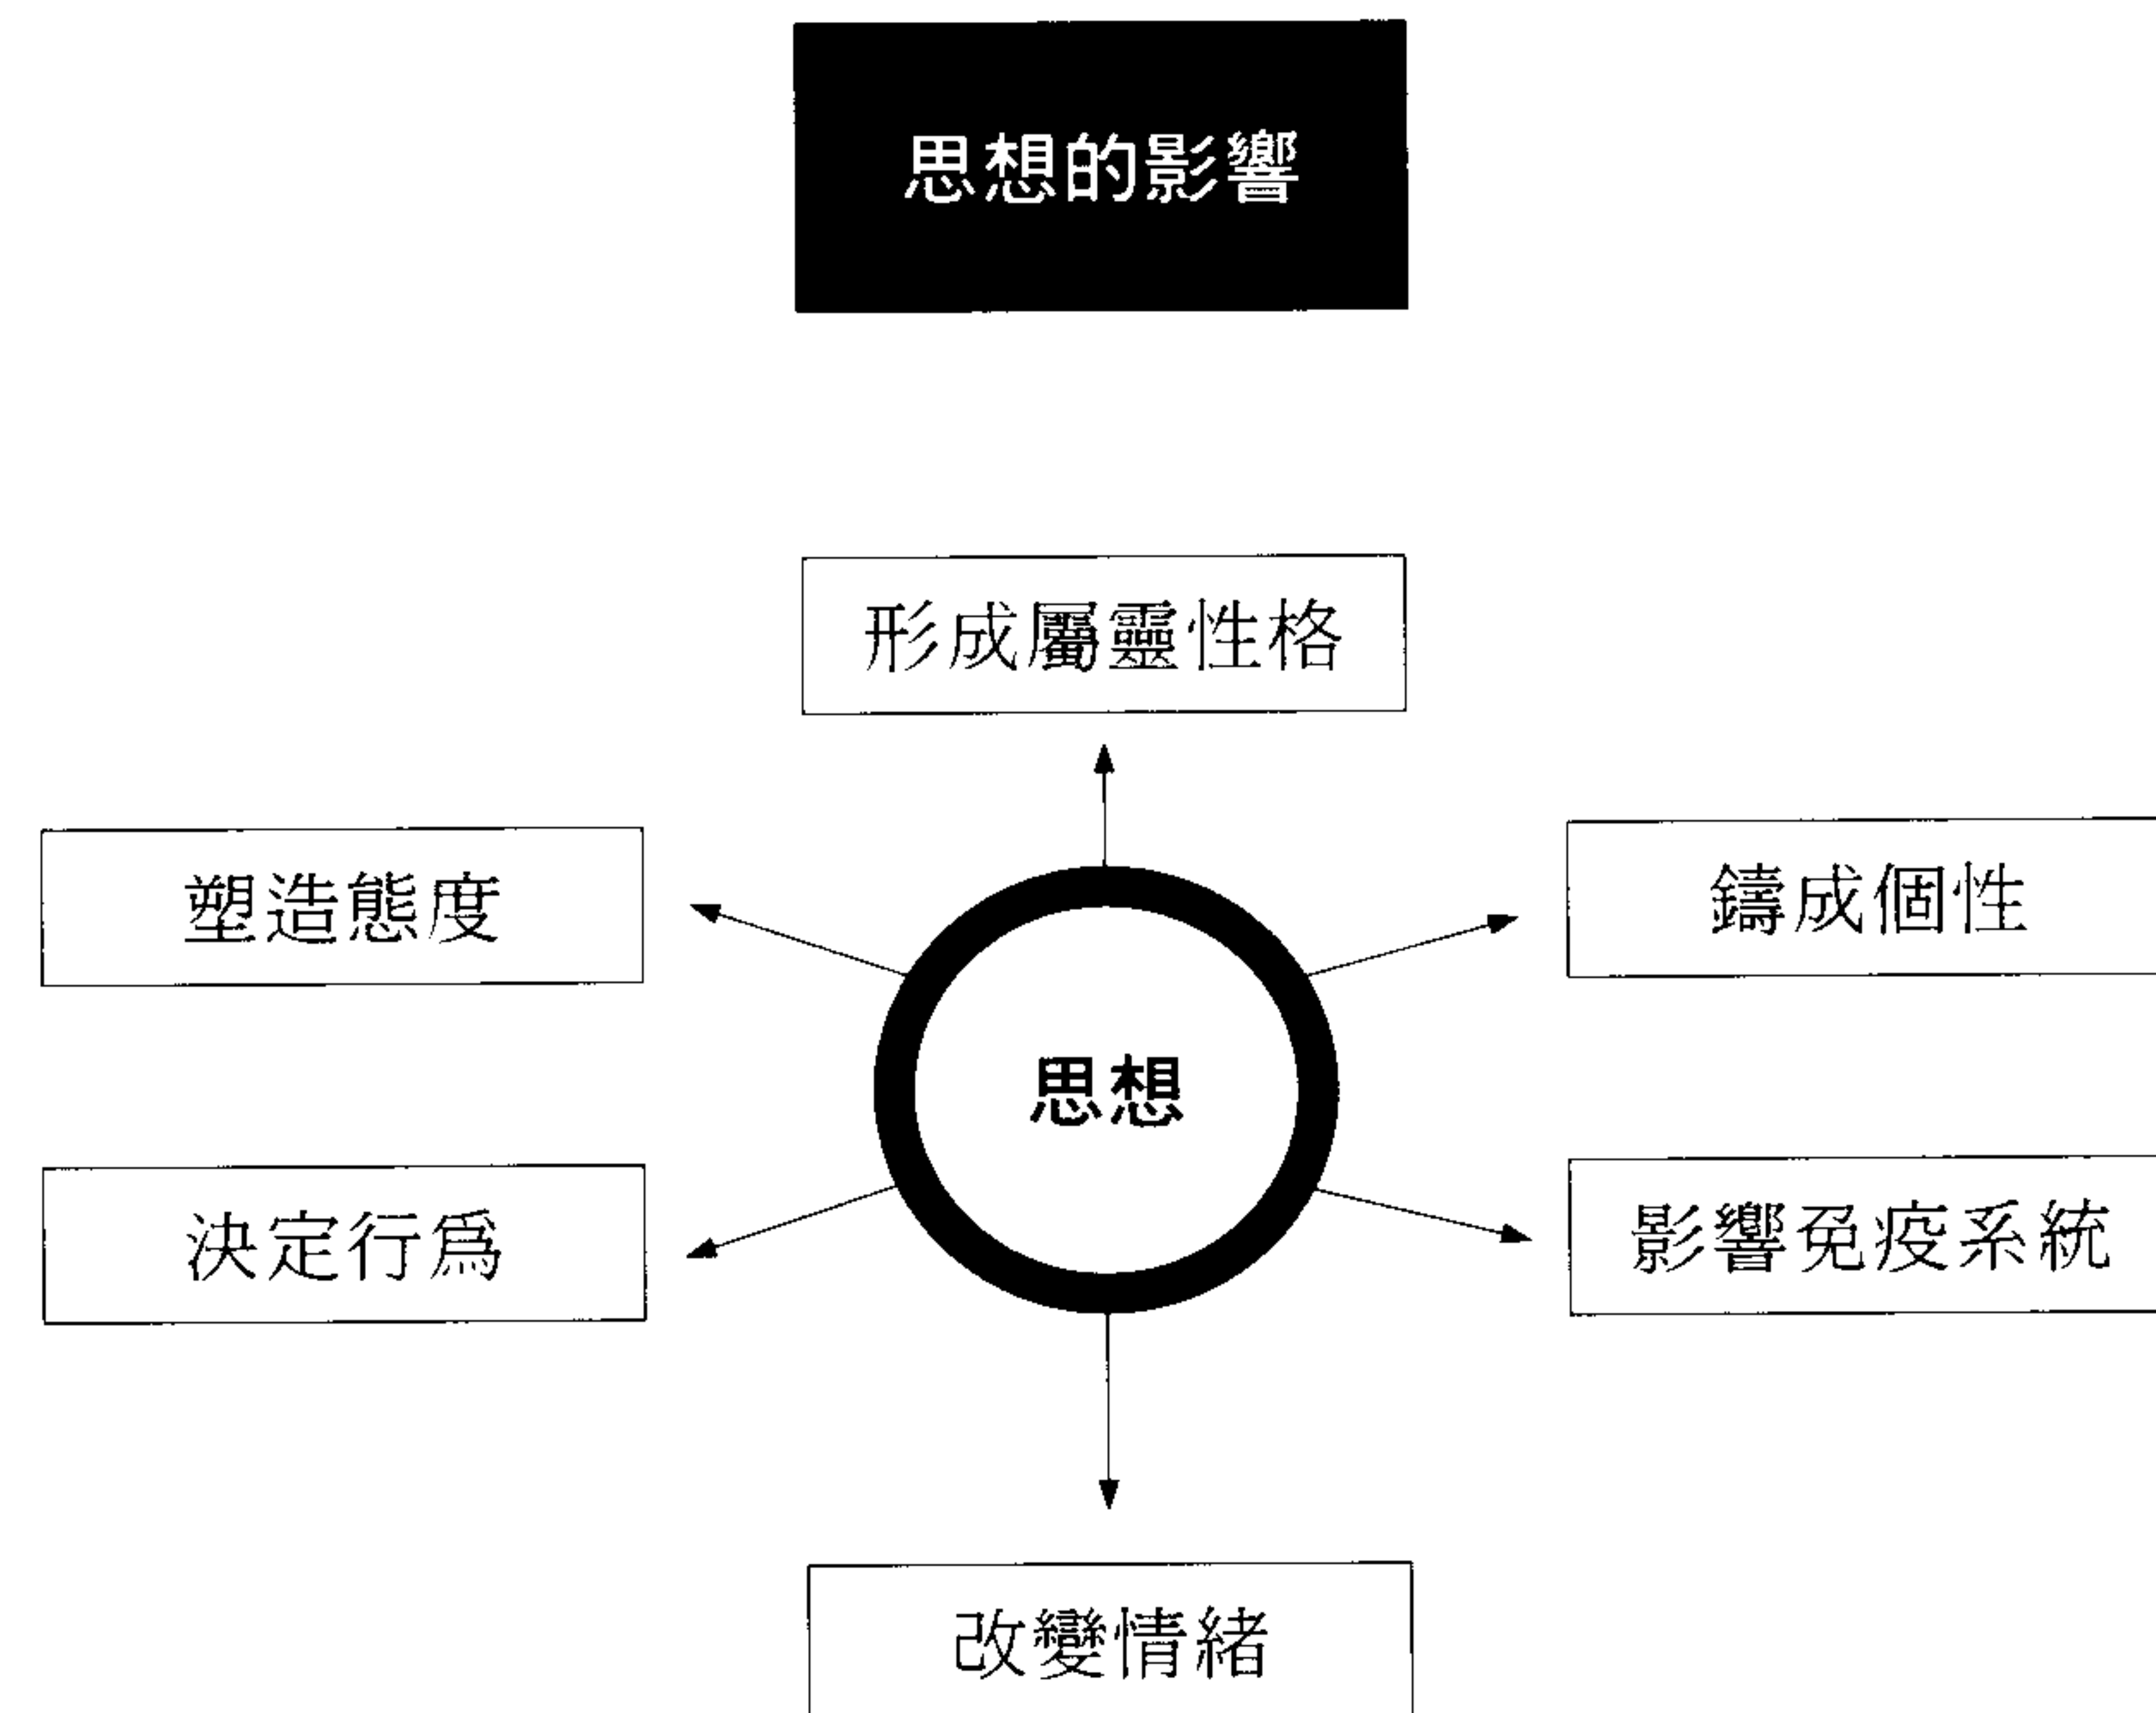 思想的影響
形成屬靈性格
塑造態度
鑄成個性
思想
決定行爲
影響免疫系統
改變情緒